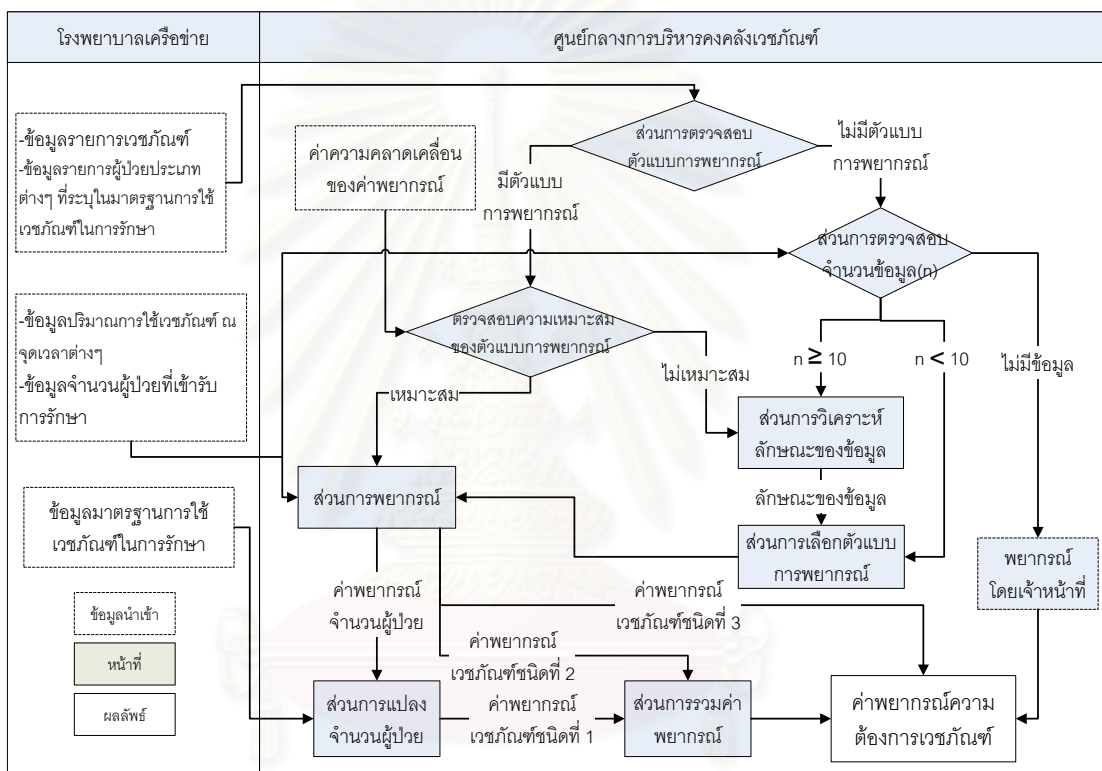 โรงพยาบาลเครือข่าย
ศูนย์กลางการบริหารคงคลังเวชภัณฑ์
-ข้อมูลรายการเวชภัณฑ์
-ข้อมูลรายการผู้ป่วยประเภท
ต่างๆ ที่ระบุในมาตรฐานการใช้
เวชภัณฑ์ในการรักษา
ค่าความคลาดเคลื่อน
ของค่าพยากรณ์
ส่วนการตรวจสอบ
ตัวแบบการพยากรณ์
ไม่มีตัวแบบ
การพยากรณ์
มีตัวแบบ
การพยากรณ์
ส่วนการตรวจสอบ
จำนวนข้อมูล(n)
-ข้อมูลปริมาณการใช้เวชภัณฑ์ ณ
จุดเวลาต่างๆ
-ข้อมูลจำนวนผู้ป่วยที่เข้ารับ
การรักษา
ตรวจสอบความเหมาะสม
ของตัวแบบการพยากรณ์
n ≥ 10
n < 10
ไม่มีข้อมูล
ไม่เหมาะสม
เหมาะสม
ส่วนการวิเคราะห์
ลักษณะของข้อมูล
ลักษณะของข้อมูล
ส่วนการพยากรณ์
ข้อมูลมาตรฐานการใช้
เวชภัณฑ์ในการรักษา
ส่วนการเลือกตัวแบบ
การพยากรณ์
พยากรณ์
โดยเจ้าหน้าที่
ค่าพยากรณ์
จำนวนผู้ป่วย
ค่าพยากรณ์
เวชภัณฑ์ชนิดที่ 3
ค่าพยากรณ์
เวชภัณฑ์ชนิดที่ 2
ข้อมูลนำเข้า
หน้าที่
ผลลัพธ์
ส่วนการแปลง
จำนวนผู้ป่วย
ค่าพยากรณ์
เวชภัณฑ์ชนิดที่ 1
ส่วนการรวมค่า
พยากรณ์
ค่าพยากรณ์ความ
ต้องการเวชภัณฑ์